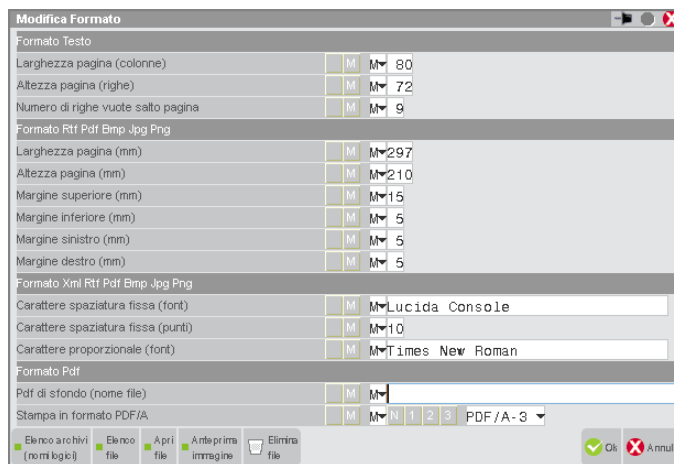 Modifica Formato
Formato Testo
Larghezza pagina (colonne) M M 80
Altezza pagina (righe) M M 72
Numero di righe vuote salto pagina M M 9
Formato Rtf Pdf Bmp Jpg Png
Larghezza pagina (mm) M M 297
Altezza pagina (mm) M M 210
Margine superiore (mm) M M 15
Margine inferiore (mm) M M 5
Margine sinistro (mm) M M 5
Margine destro (mm) M M 5
Formato Xml Rtf Pdf Bmp Jpg Png
Carattere spaziatura fissa (font) M M Lucida Console
Carattere spaziatura fissa (punti) M M 10
Carattere proporzionale (font) M M Times New Roman
Formato Pdf
Pdf di sfondo (nome file) M M
Stampa in formato PDF/A M M N 1 2 3 PDF/A-3
Elenco archivi (nomi logici) Elenco file Apri file Anteprima immagine Elimina file Ok Annul